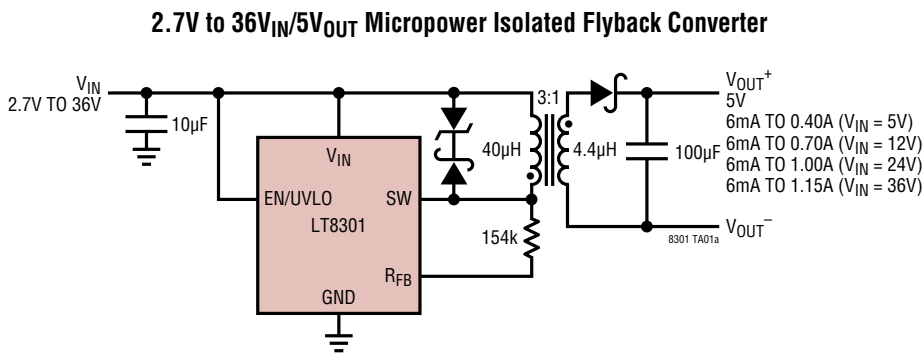 2.7V to 36VIN/5VOUT Micropower Isolated Flyback Converter
VIN
2.7V TO 36V
10µF
VIN
EN/UVLO
SW
LT8301
RFB
GND
154k
40µH
3:1
4.4µH
100µF
VOUT+
5V
6mA TO 0.40A (VIN = 5V)
6mA TO 0.70A (VIN = 12V)
6mA TO 1.00A (VIN = 24V)
6mA TO 1.15A (VIN = 36V)
VOUT–
8301 TA01a